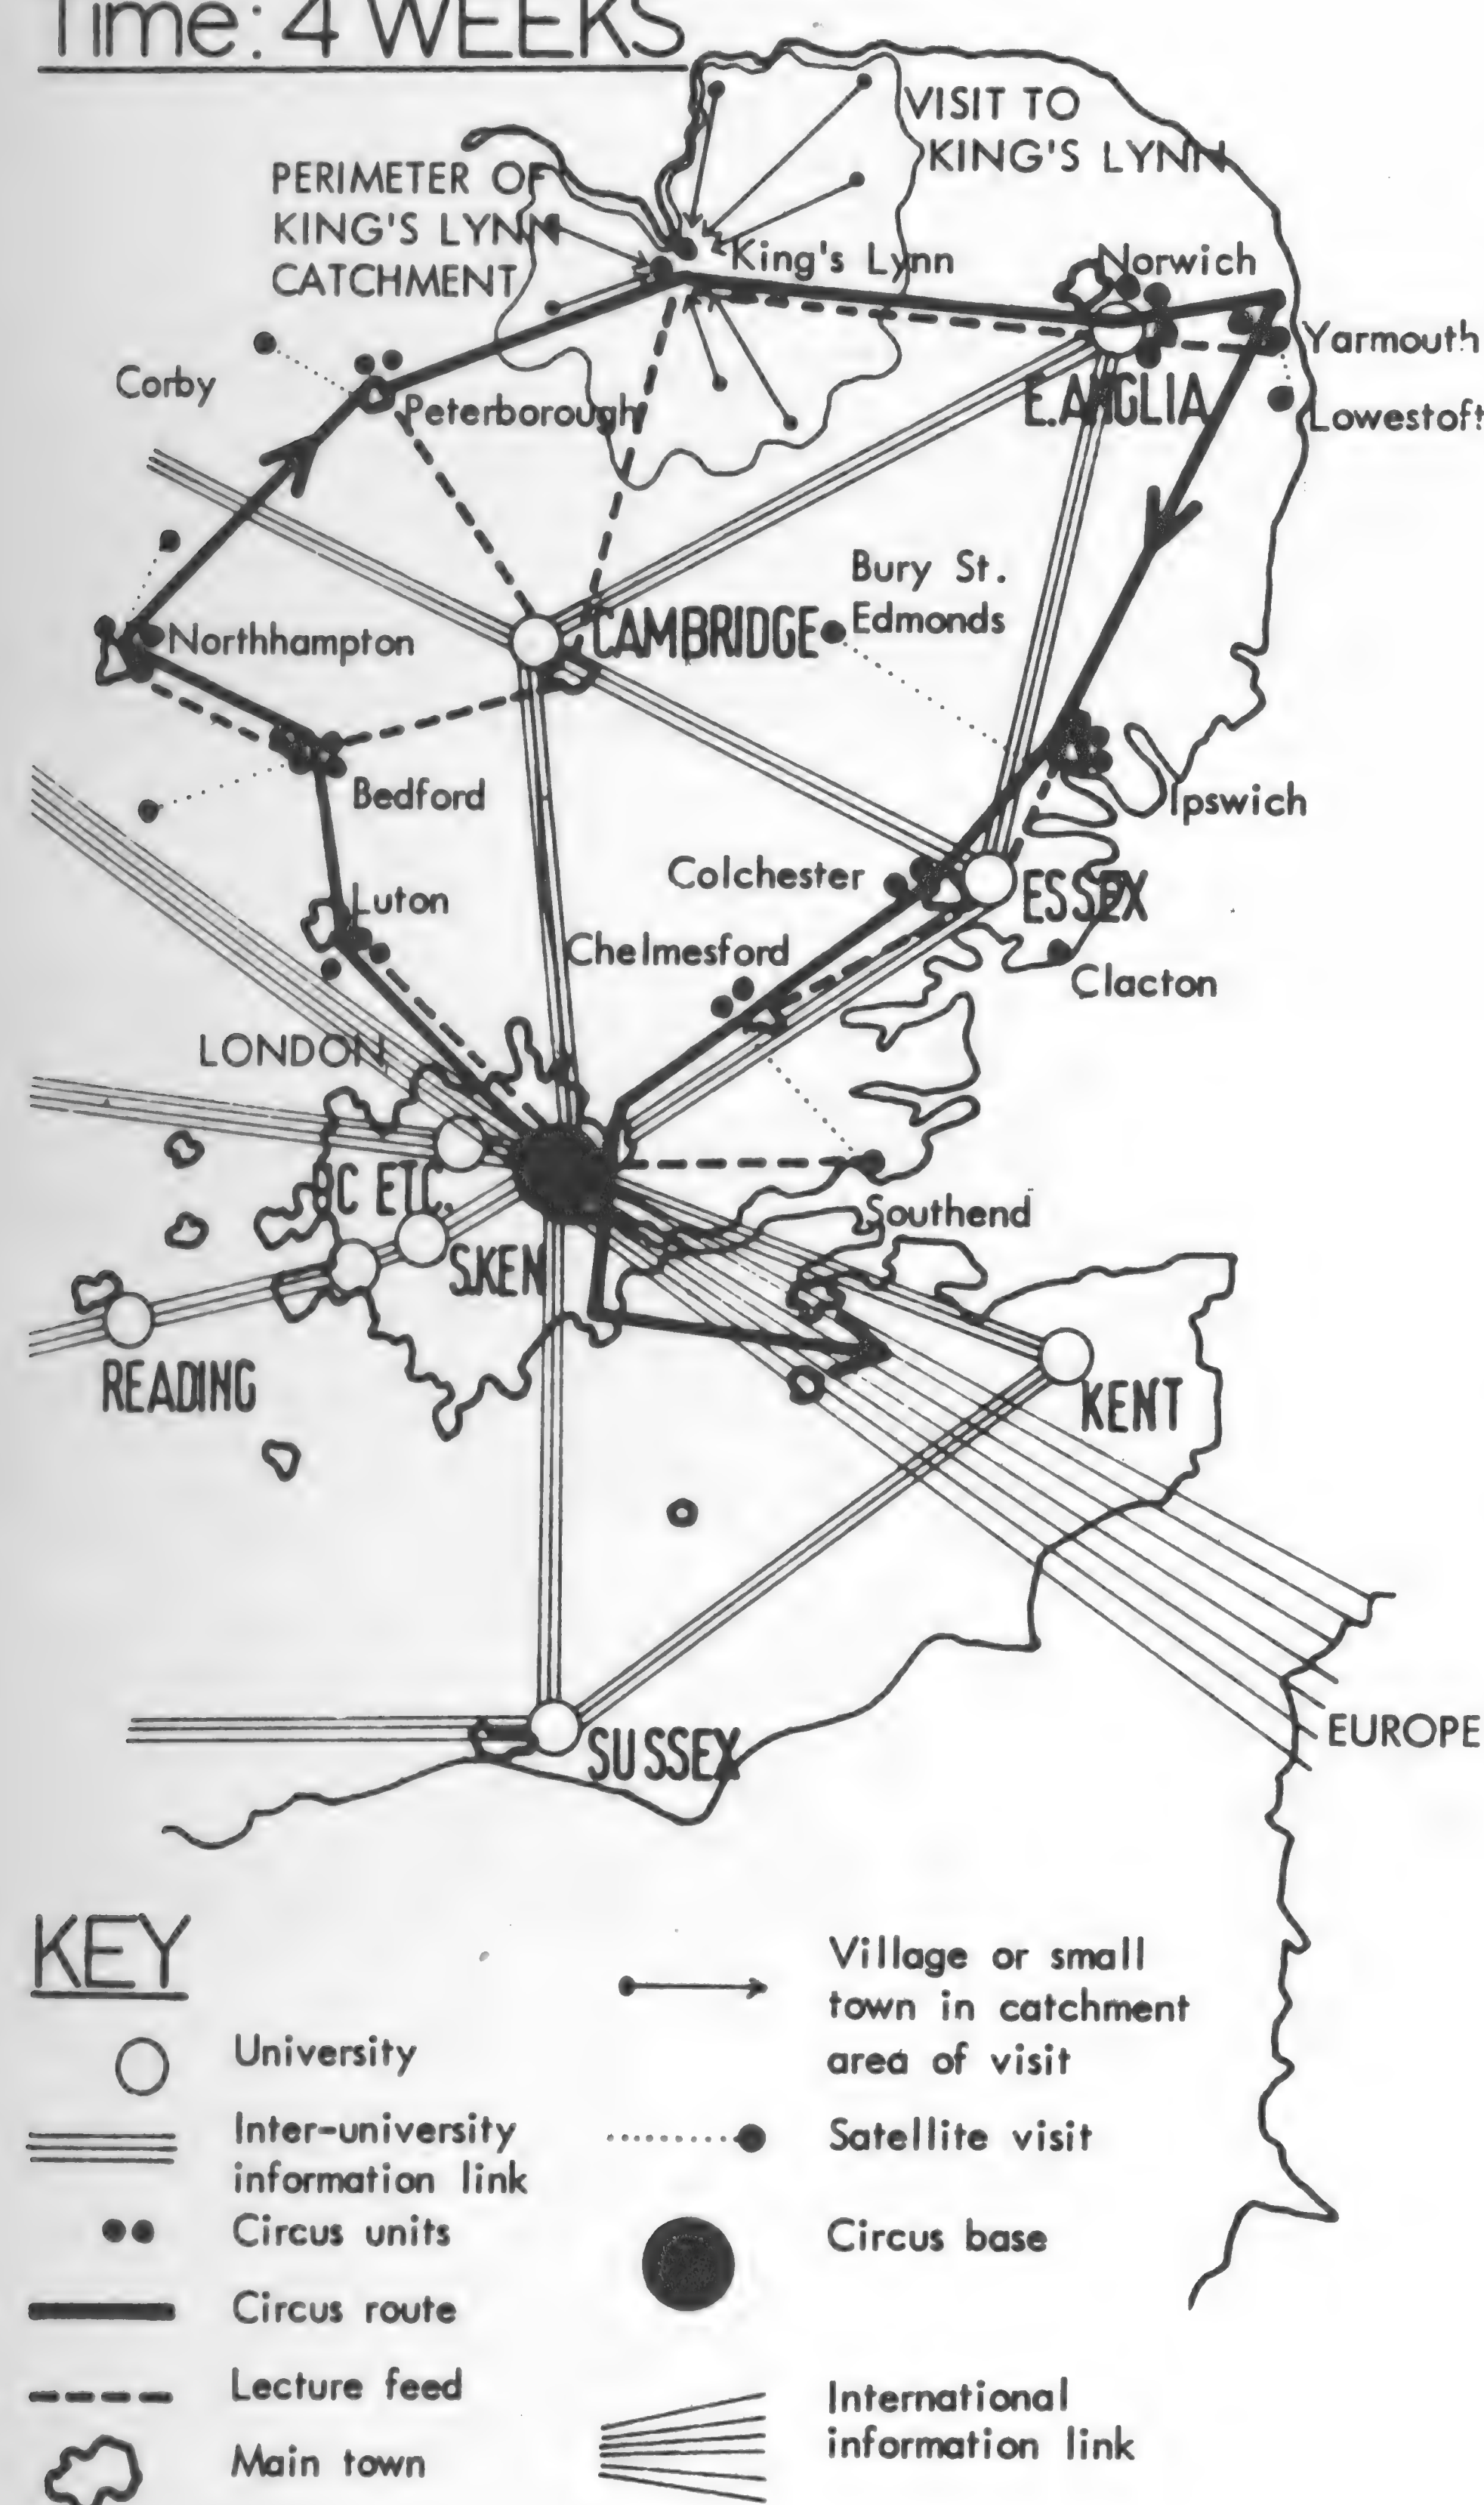 Time: 4 WEEKS
VISIT TO
KING'S LYNN
PERIMETER OF
KING'S LYNN
CATCHMENT
King's Lynn
Norwich
Yarmouth
Corby
Peterborough
E.ANGLIA
Lowestoft
Bury St.
Edmonds
CAMBRIDGE
Northhampton
Bedford
Ipswich
Colchester
ESSEX
Luton
Chelmesford
Clacton
LONDON
ETC.
Southend
S.KEN
READING
KENT
SUSSEX
EUROPE
KEY
University
Inter-university
information link
Circus units
Circus route
Lecture feed
Main town
Village or small
town in catchment
area of visit
Satellite visit
Circus base
International
information link